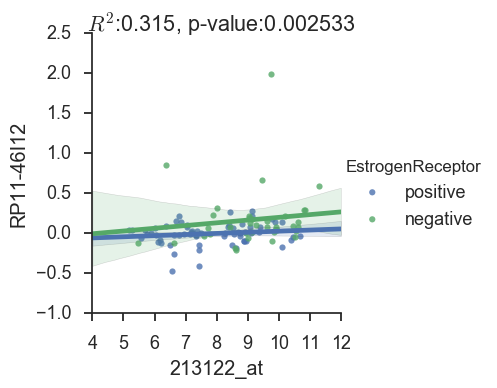 R²:0.315, p-value:0.002533
2.5
2.0
1.5
1.0
0.5
0.0
−0.5
−1.0
RP11-46I12
4 5 6 7 8 9 10 11 12
213122_at
EstrogenReceptor
positive
negative